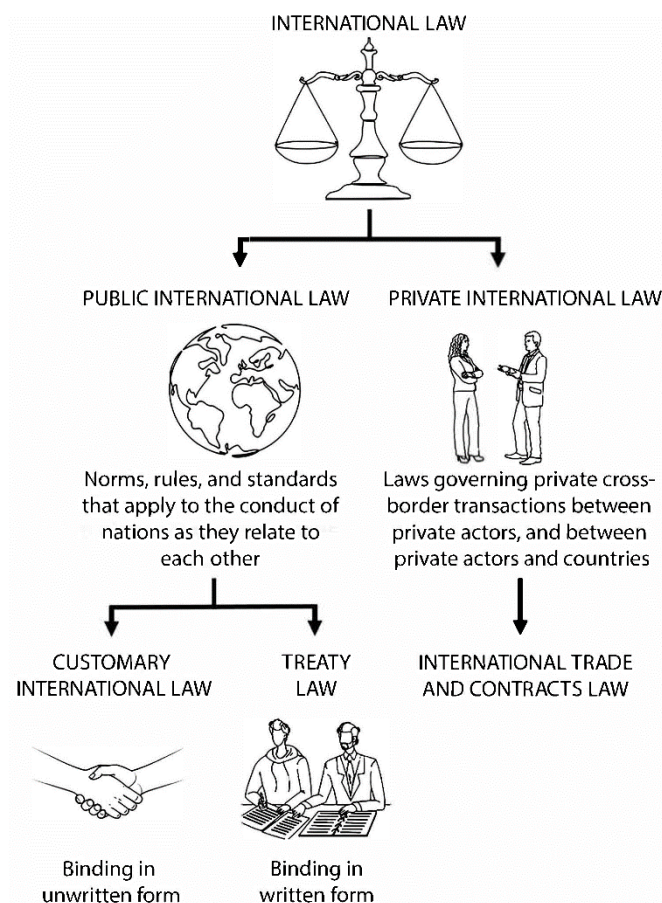 INTERNATIONAL LAW
PUBLIC INTERNATIONAL LAW
PRIVATE INTERNATIONAL LAW
Norms, rules, and standards
that apply to the conduct of
nations as they relate to
each other
Laws governing private cross-
border transactions between
private actors, and between
private actors and countries
CUSTOMARY
INTERNATIONAL LAW
TREATY
LAW
INTERNATIONAL TRADE
AND CONTRACTS LAW
Binding in
unwritten form
Binding in
written form